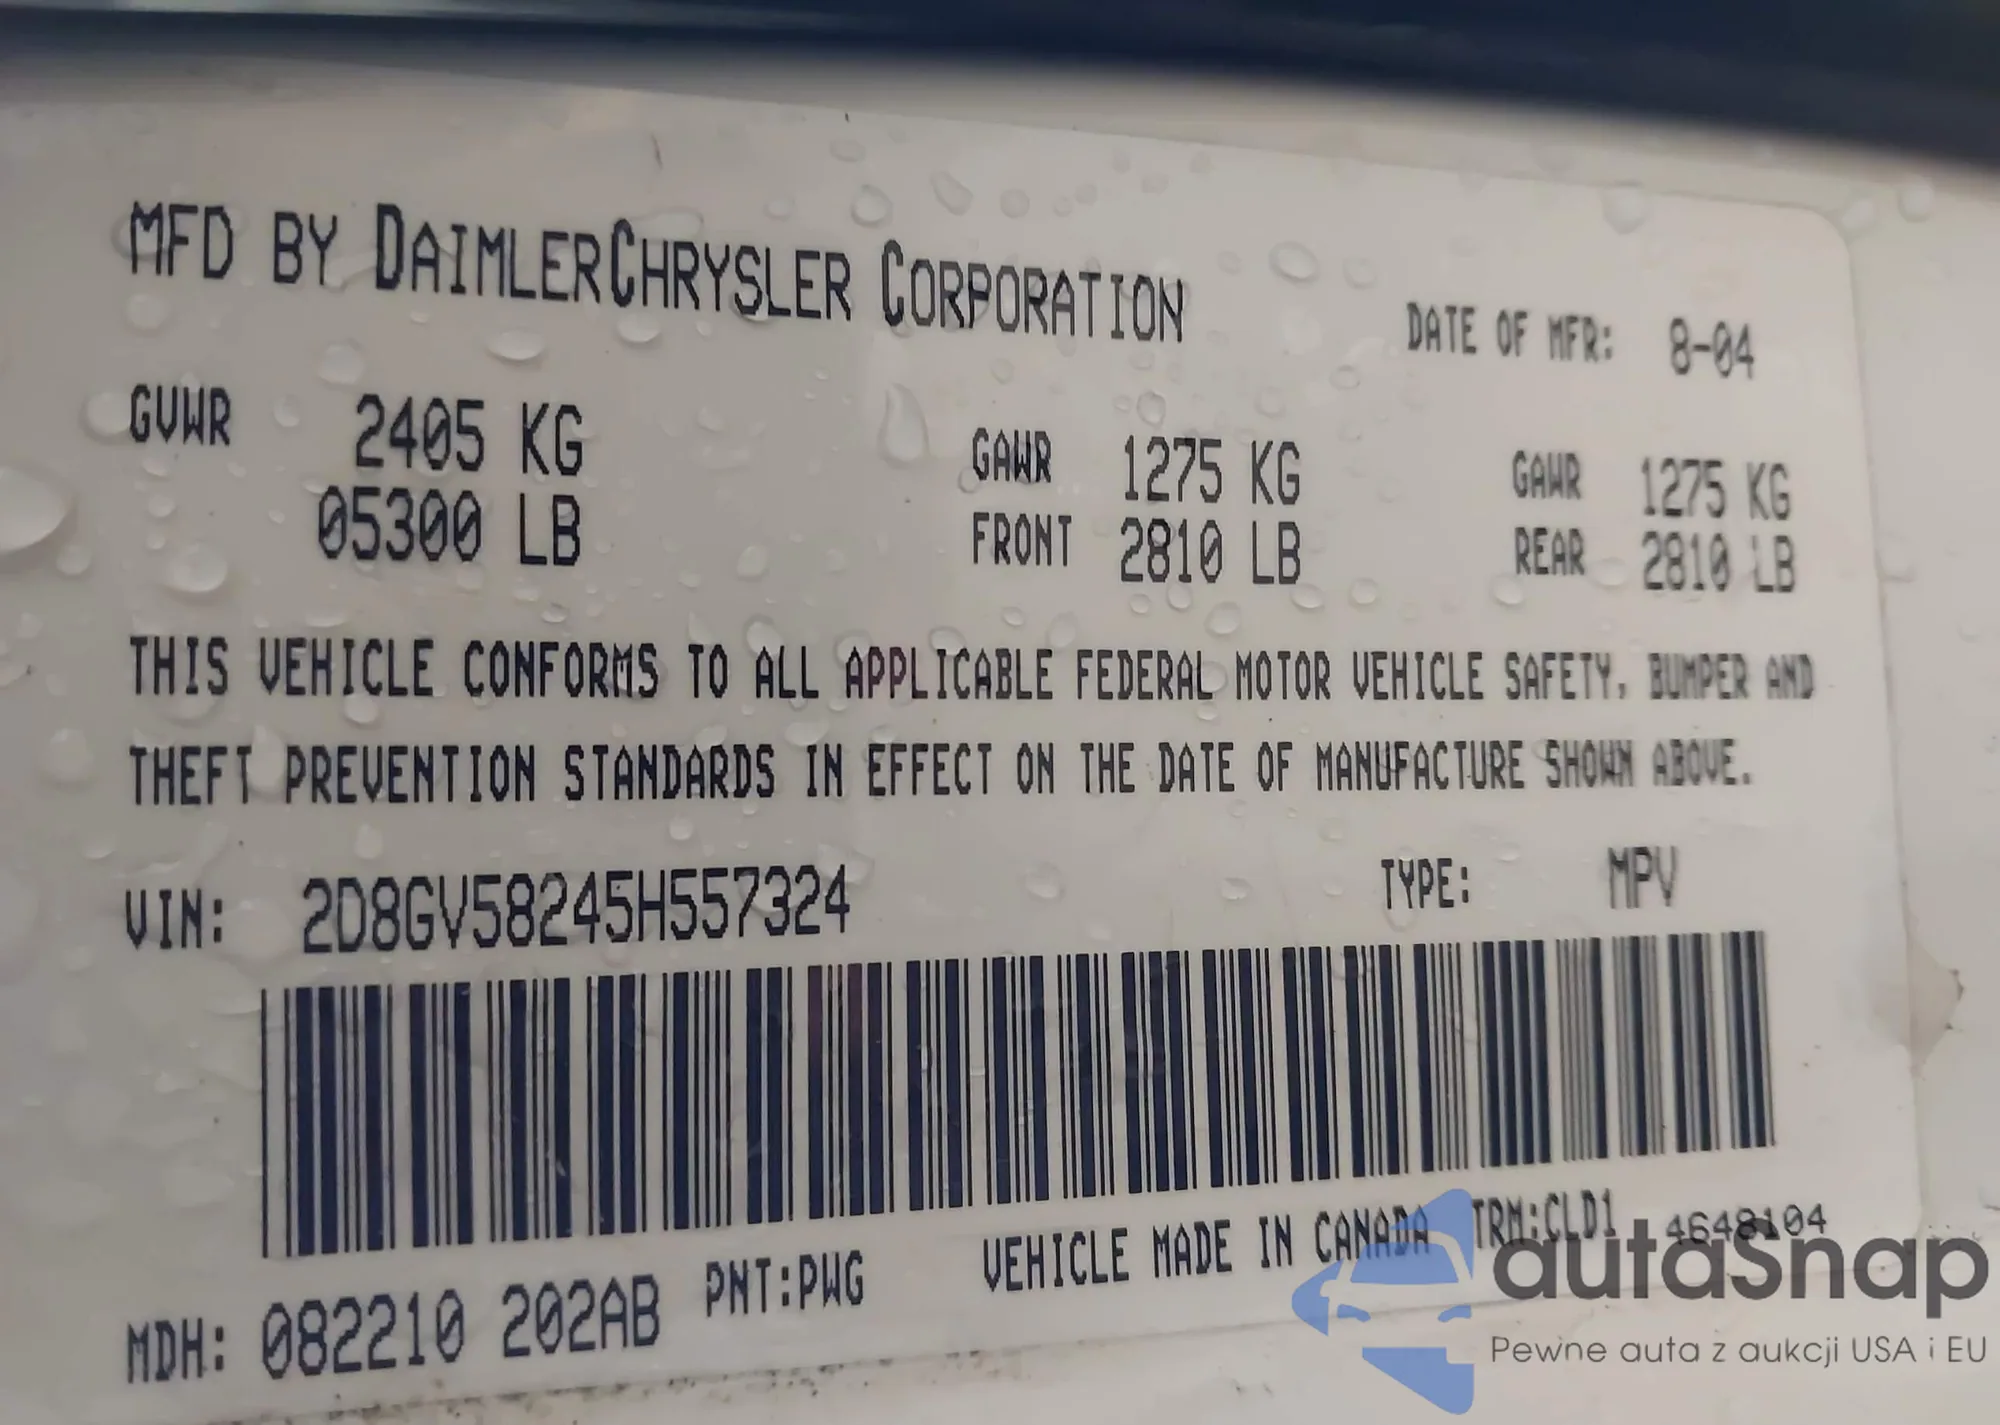 MFD BY DAIMLERCHRYSLER CORPORATION
DATE OF MFR: 8-04
GVWR 2405 KG
05300 LB
GAWR 1275 KG
FRONT 2810 LB
GAWR 1275 KG
REAR 2810 LB
THIS VEHICLE CONFORMS TO ALL APPLICABLE FEDERAL MOTOR VEHICLE SAFETY, BUMPER AND
THEFT PREVENTION STANDARDS IN EFFECT ON THE DATE OF MANUFACTURE SHOWN ABOVE.
VIN: 2D8GV58245H557324
TYPE: MPV
MDH: 082210 202AB
PNT:PWG
VEHICLE MADE IN CANADA
TRM:CLD1
4648104
autaSnap
Pewne auta z aukcji USA i EU